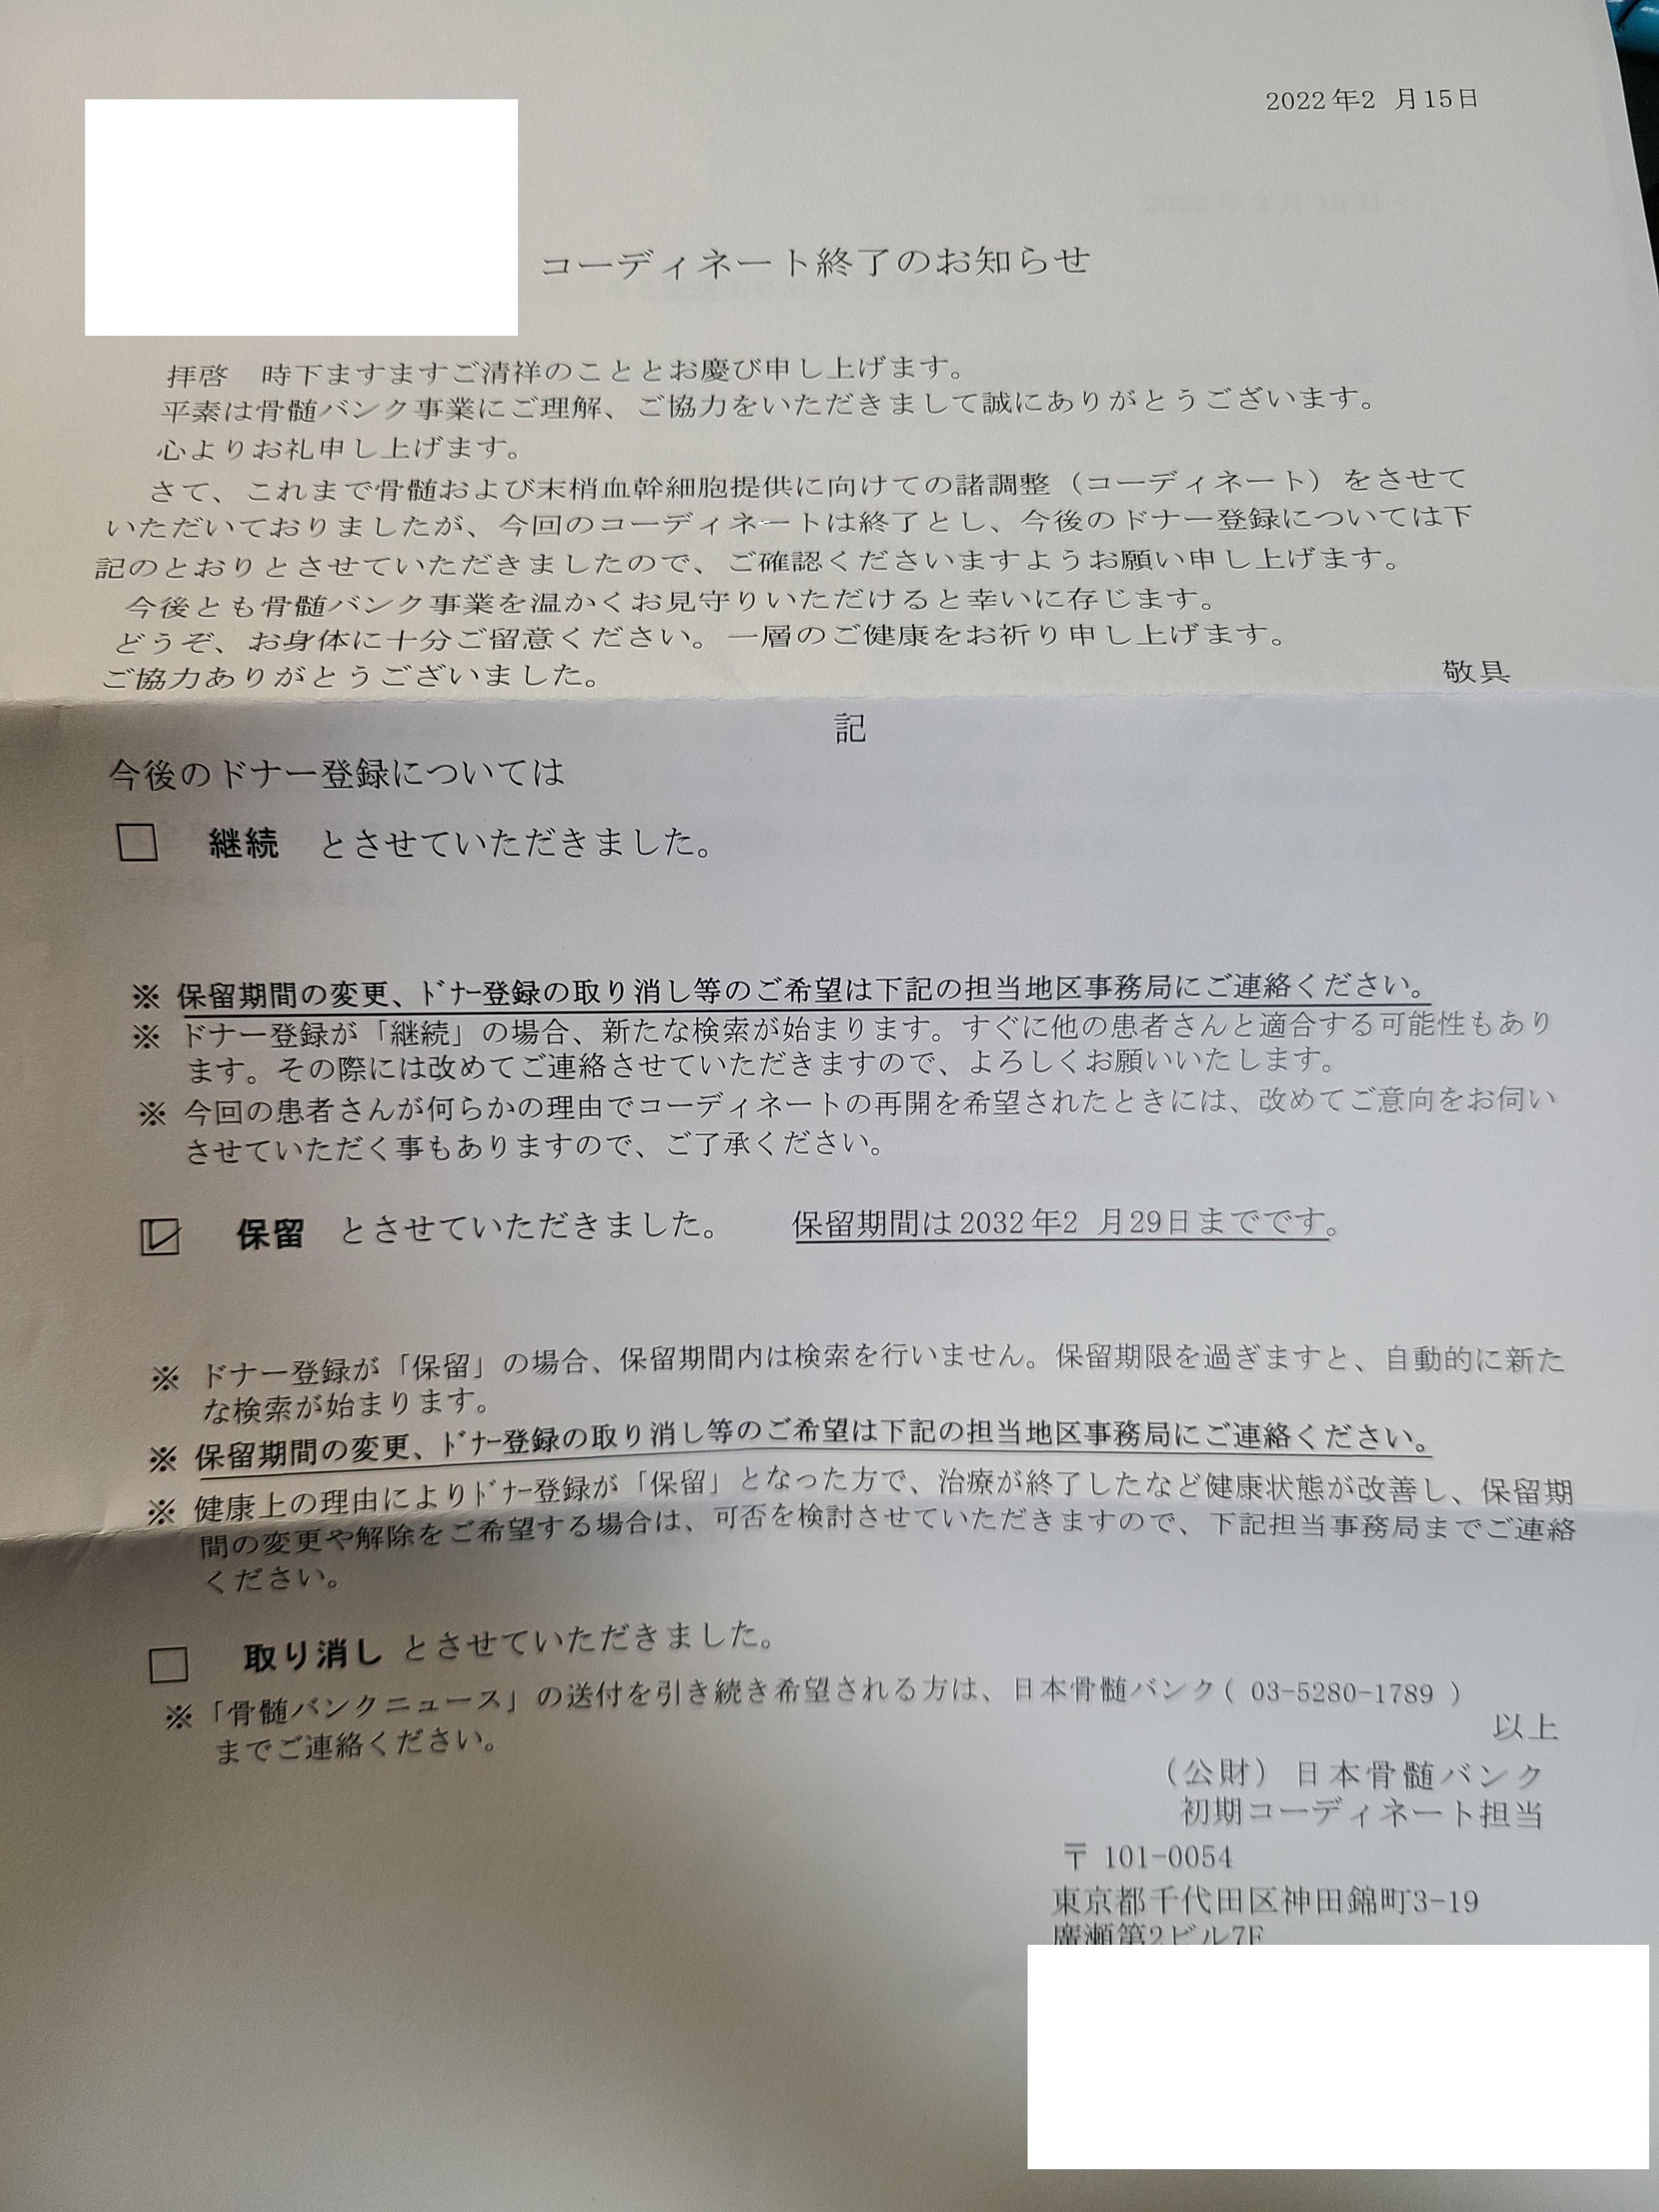 2022年2 月15日
コーディネート終了のお知らせ
拝啓　時下ますますご清祥のこととお慶び申し上げます。
平素は骨髄バンク事業にご理解、ご協力をいただきまして誠にありがとうございます。
心よりお礼申し上げます。
さて、これまで骨髄および末梢血幹細胞提供に向けての諸調整（コーディネート）をさせて
いただいておりましたが、今回のコーディネートは終了とし、今後のドナー登録については下
記のとおりとさせていただきましたので、ご確認くださいますようお願い申し上げます。
今後とも骨髄バンク事業を温かくお見守りいただけると幸いに存じます。
どうぞ、お身体に十分ご留意ください。一層のご健康をお祈り申し上げます。
ご協力ありがとうございました。　敬具
記
今後のドナー登録については
□ 継続 とさせていただきました。
※ 保留期間の変更、ﾄﾞﾅｰ登録の取り消し等のご希望は下記の担当地区事務局にご連絡ください。
※ ドナー登録が「継続」の場合、新たな検索が始まります。すぐに他の患者さんと適合する可能性もあり
ます。その際には改めてご連絡させていただきますので、よろしくお願いいたします。
※ 今回の患者さんが何らかの理由でコーディネートの再開を希望されたときには、改めてご意向をお伺い
させていただく事もありますので、ご了承ください。
☑ 保留 とさせていただきました。　保留期間は2032年2 月29日までです。
※ ドナー登録が「保留」の場合、保留期間内は検索を行いません。保留期限を過ぎますと、自動的に新た
な検索が始まります。
※ 保留期間の変更、ﾄﾞﾅｰ登録の取り消し等のご希望は下記の担当地区事務局にご連絡ください。
※ 健康上の理由によりﾄﾞﾅｰ登録が「保留」となった方で、治療が終了したなど健康状態が改善し、保留期
間の変更や解除をご希望する場合は、可否を検討させていただきますので、下記担当事務局までご連絡
ください。
□ 取り消し とさせていただきました。
※「骨髄バンクニュース」の送付を引き続き希望される方は、日本骨髄バンク( 03-5280-1789 )
までご連絡ください。
以上
（公財）日本骨髄バンク
初期コーディネート担当
〒 101-0054
東京都千代田区神田錦町3-19
廣瀬第2ビル7F